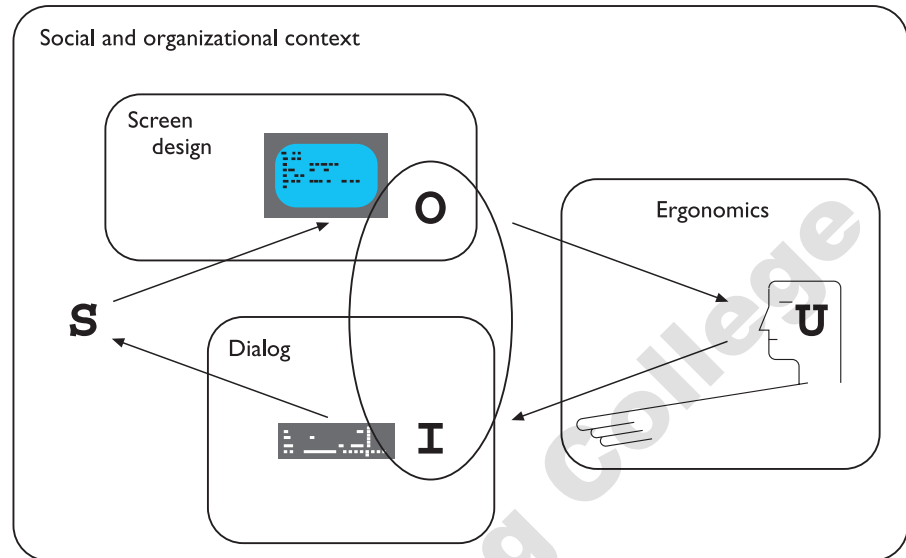 Social and organizational context
Screen
design
O
Ergonomics
S
U
Dialog
I
g College